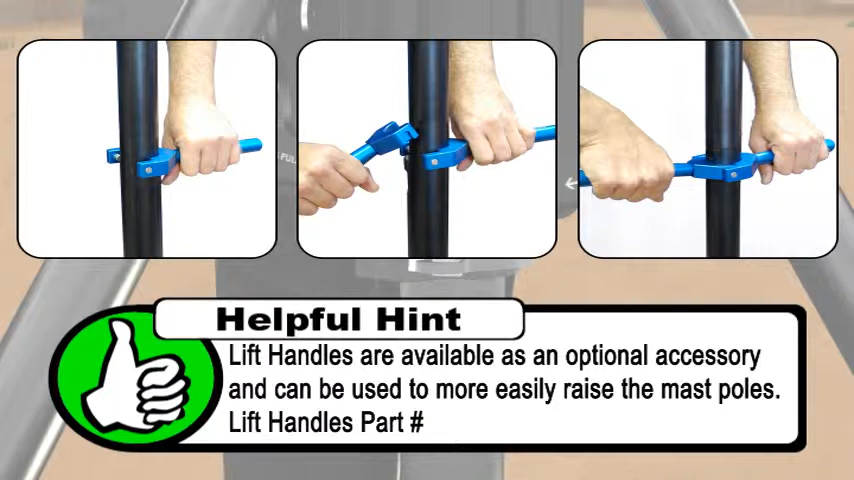 FUL
Helpful Hint
Lift Handles are available as an optional accessory
and can be used to more easily raise the mast poles.
Lift Handles Part #